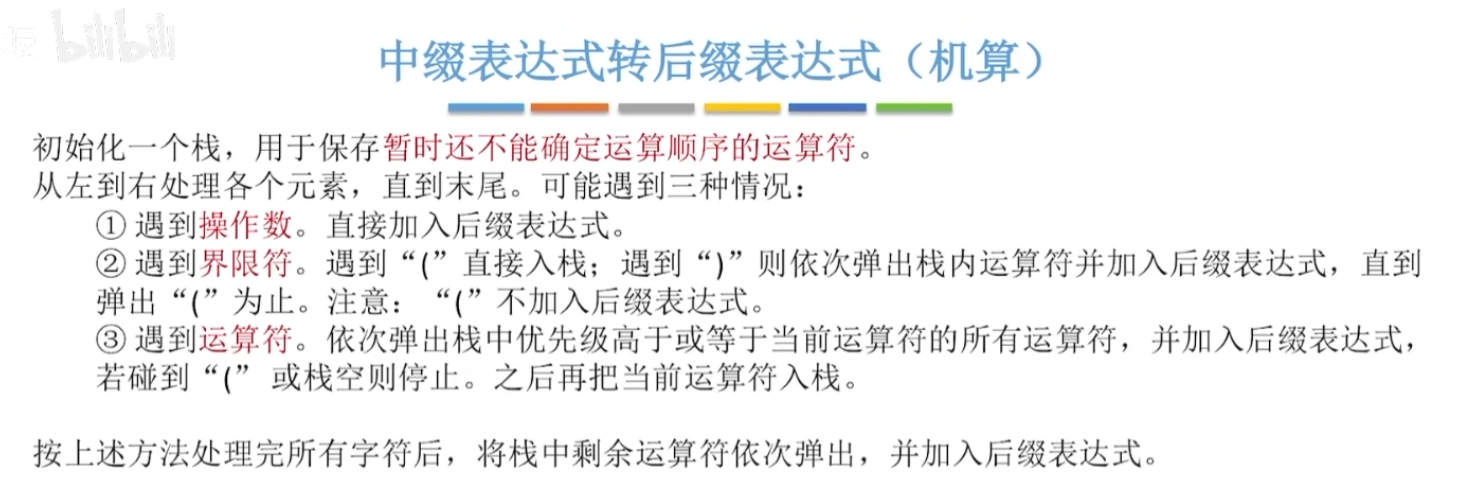 bilibili
中缀表达式转后缀表达式（机算）
初始化一个栈，用于保存暂时还不能确定运算顺序的运算符。
从左到右处理各个元素，直到末尾。可能遇到三种情况：
① 遇到操作数。直接加入后缀表达式。
② 遇到界限符。遇到“(”直接入栈；遇到“)”则依次弹出栈内运算符并加入后缀表达式，直到
弹出“(”为止。注意：“(”不加入后缀表达式。
③ 遇到运算符。依次弹出栈中优先级高于或等于当前运算符的所有运算符，并加入后缀表达式，
若碰到“(” 或栈空则停止。之后再把当前运算符入栈。
按上述方法处理完所有字符后，将栈中剩余运算符依次弹出，并加入后缀表达式。